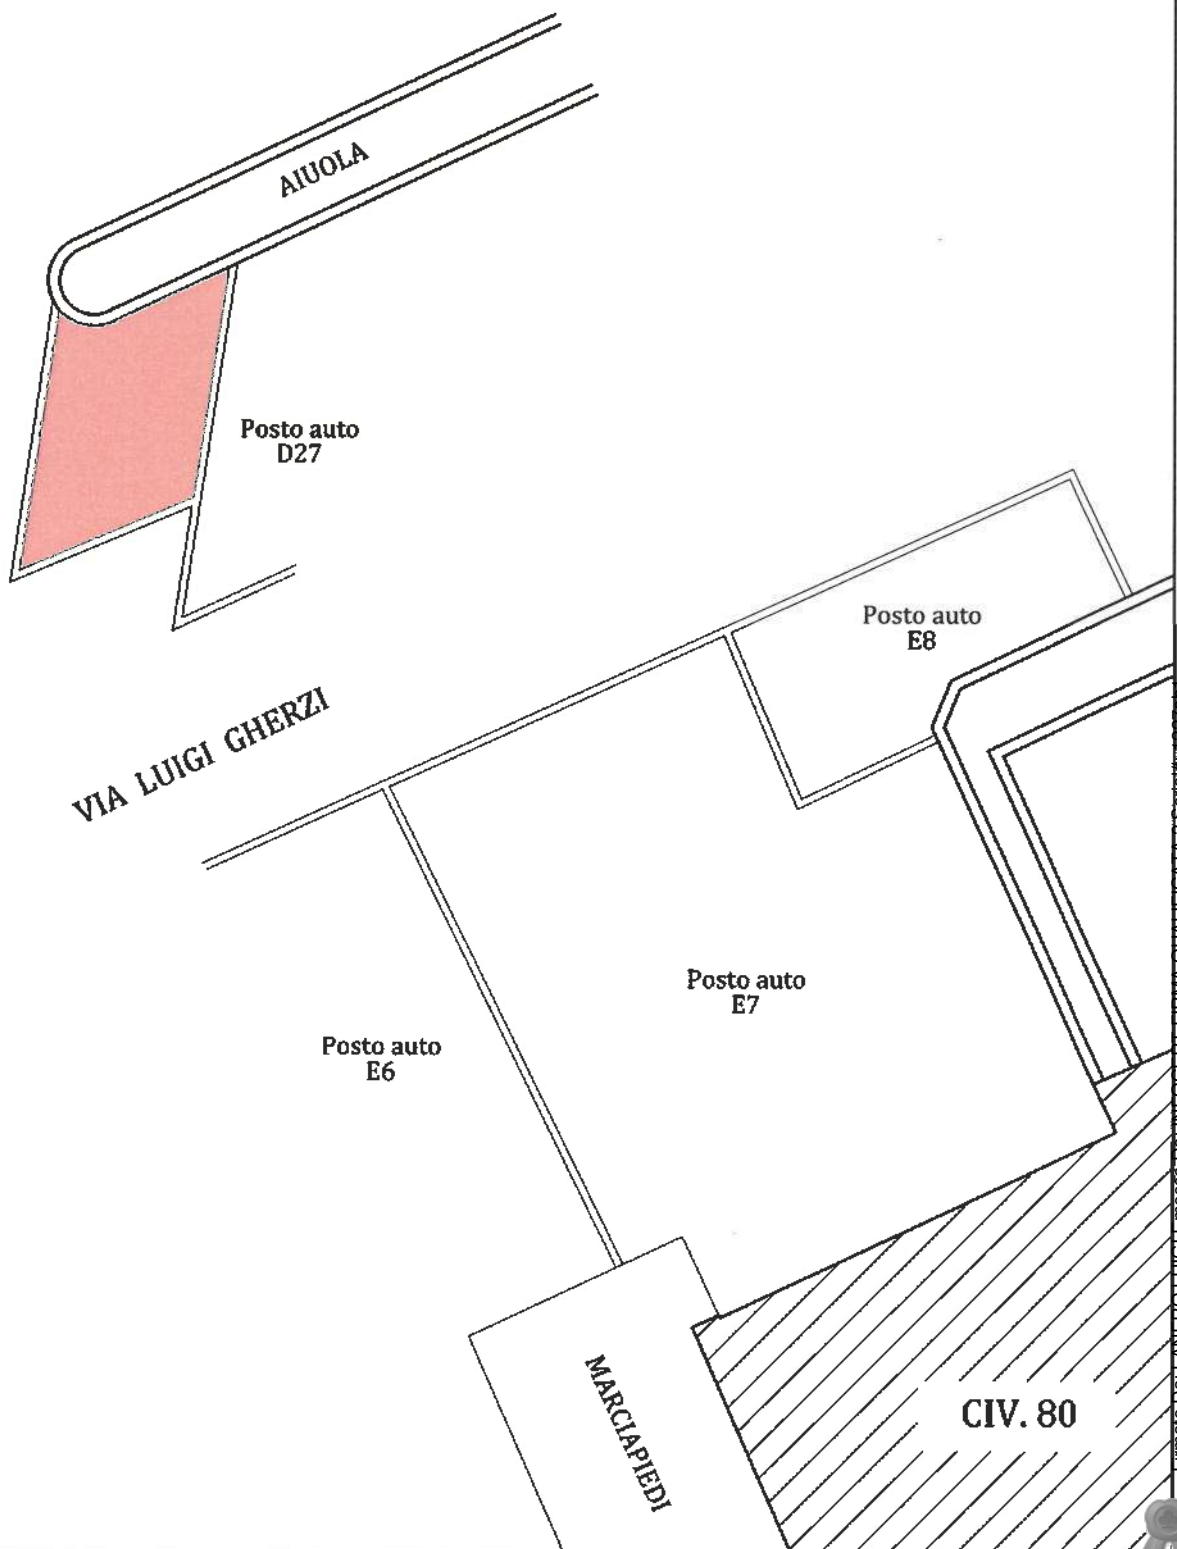 AIUOLA
Posto auto
D27
Posto auto
E8
VIA LUIGI GHERZI
Posto auto
E7
Posto auto
E6
MARCIAPIEDI
CIV. 80